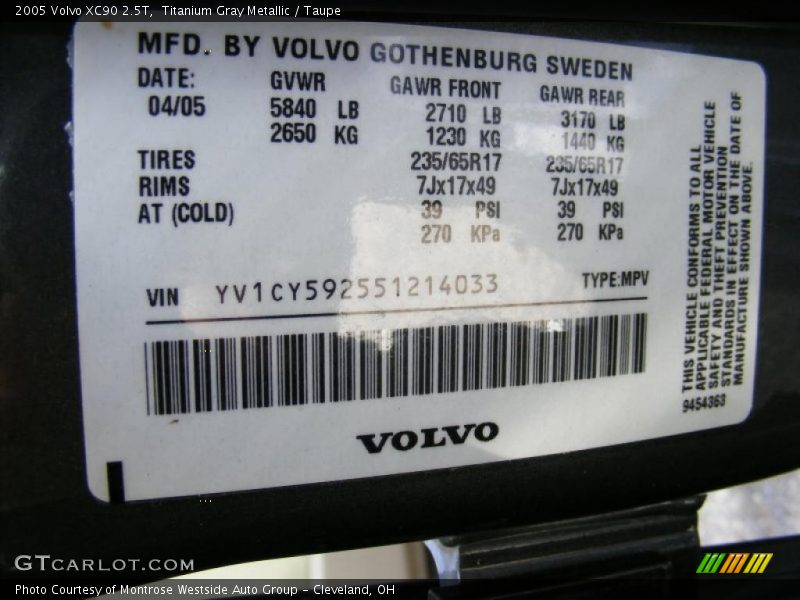 2005 Volvo XC90 2.5T, Titanium Gray Metallic / Taupe
MFD. BY VOLVO GOTHENBURG SWEDEN
DATE: GVWR GAWR FRONT GAWR REAR
04/05 5840 LB 2710 LB 3170 LB
2650 KG 1230 KG 1440 KG
TIRES 235/65R17 235/65R17
RIMS 7Jx17x49 7Jx17x49
AT (COLD) 39 PSI 39 PSI
270 KPa 270 KPa
VIN YV1CY592551214033 TYPE:MPV
VOLVO
THIS VEHICLE CONFORMS TO ALL
APPLICABLE FEDERAL MOTOR VEHICLE
SAFETY AND THEFT PREVENTION
STANDARDS IN EFFECT ON THE DATE OF
MANUFACTURE SHOWN ABOVE.
9454363
GTCARLOT.COM
Photo Courtesy of Montrose Westside Auto Group - Cleveland, OH